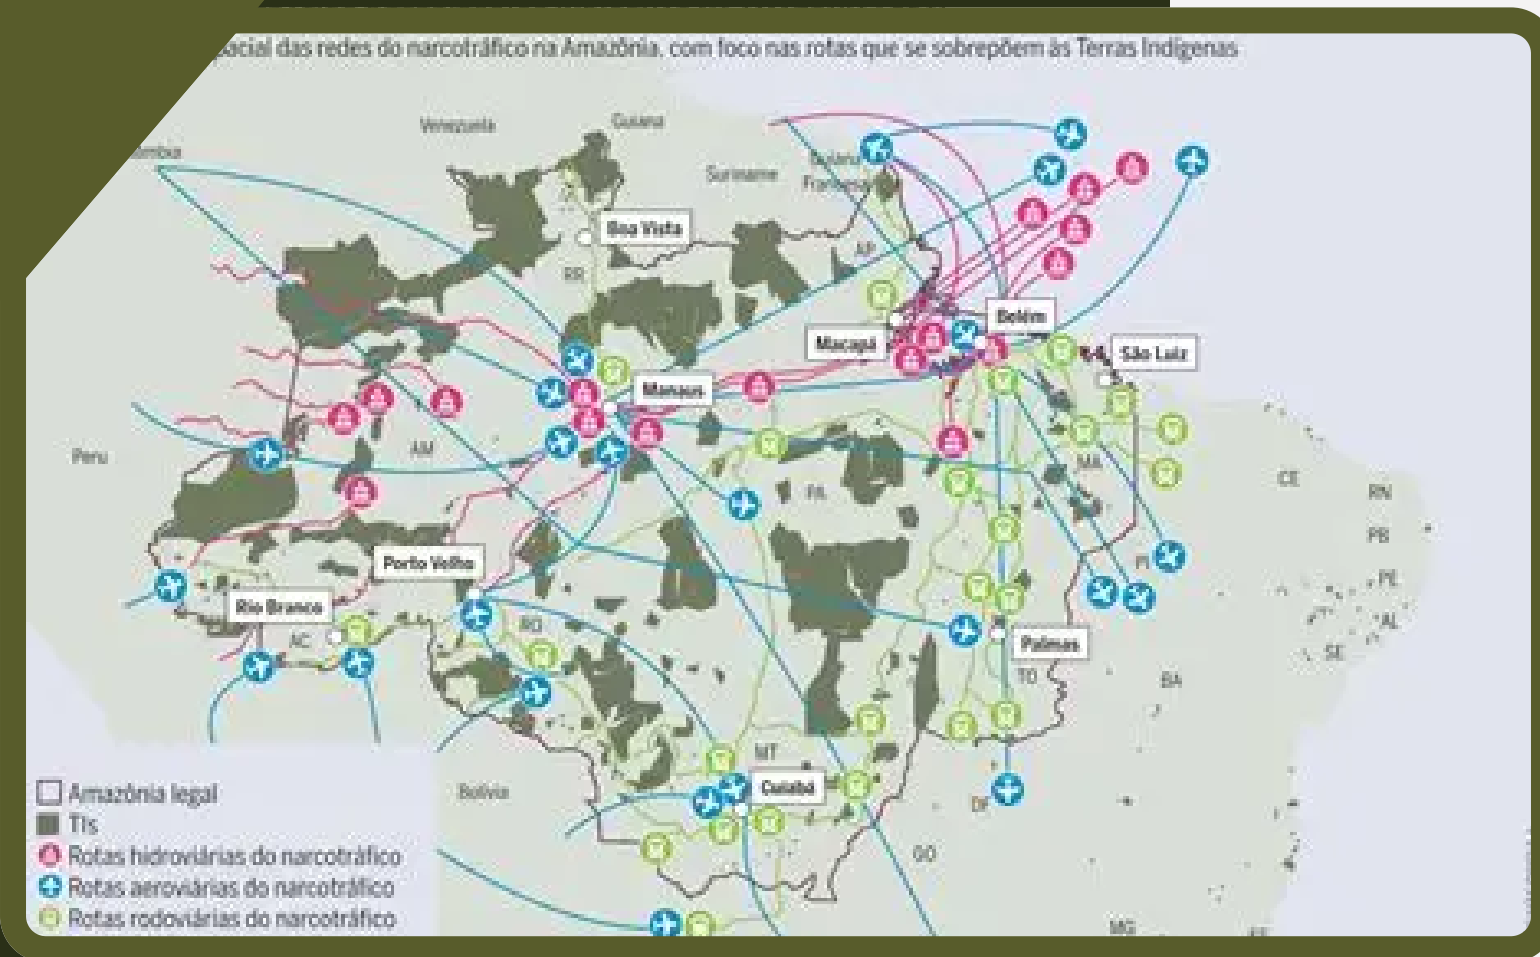 espacial das redes do narcotráfico na Amazônia, com foco nas rotas que se sobrepõem às Terras Indígenas
Venezuela
Guiana
Suriname
Guiana
Francesa
Boa Vista
RR
AP
Belém
Macapá
São Luiz
Manaus
Peru
AM
PA
MA
CE
RN
PB
PI
PE
AL
SE
BA
Porto Velho
Rio Branco
AC
RO
Palmas
TO
MT
Cuiabá
Bolívia
DF
GO
MG
Amazônia legal
TIs
Rotas hidroviárias do narcotráfico
Rotas aeroviárias do narcotráfico
Rotas rodoviárias do narcotráfico